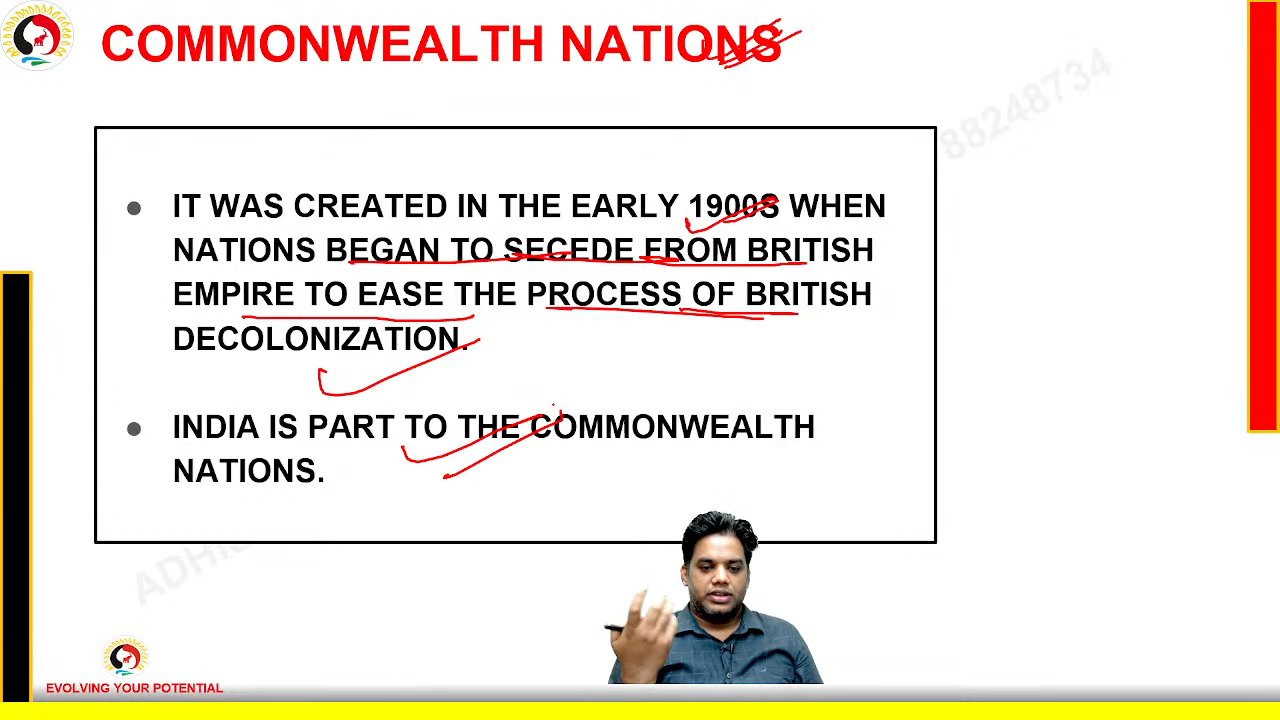 COMMONWEALTH NATIONS
88248734
IT WAS CREATED IN THE EARLY 1900S WHEN
NATIONS BEGAN TO SECEDE FROM BRITISH
EMPIRE TO EASE THE PROCESS OF BRITISH
DECOLONIZATION.
INDIA IS PART TO THE COMMONWEALTH
NATIONS.
EVOLVING YOUR POTENTIAL